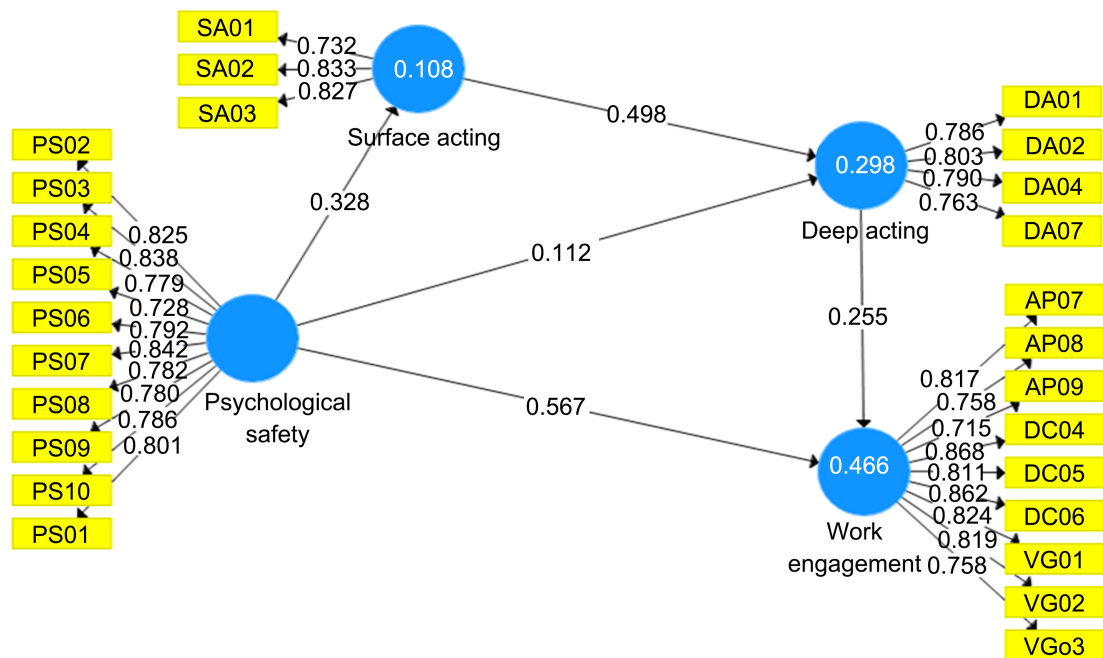 SA01
SA02
SA03
0.732
0.833
0.827
0.108
Surface acting
0.498
0.328
PS02
PS03
PS04
PS05
PS06
PS07
PS08
PS09
PS10
PS01
0.825
0.838
0.779
0.728
0.792
0.842
0.782
0.780
0.786
0.801
Psychological
safety
0.112
0.567
0.298
Deep acting
0.786
0.803
0.790
0.763
DA01
DA02
DA04
DA07
0.255
0.466
Work
engagement
0.817
0.758
0.715
0.868
0.811
0.862
0.824
0.819
0.758
AP07
AP08
AP09
DC04
DC05
DC06
VG01
VG02
VGo3